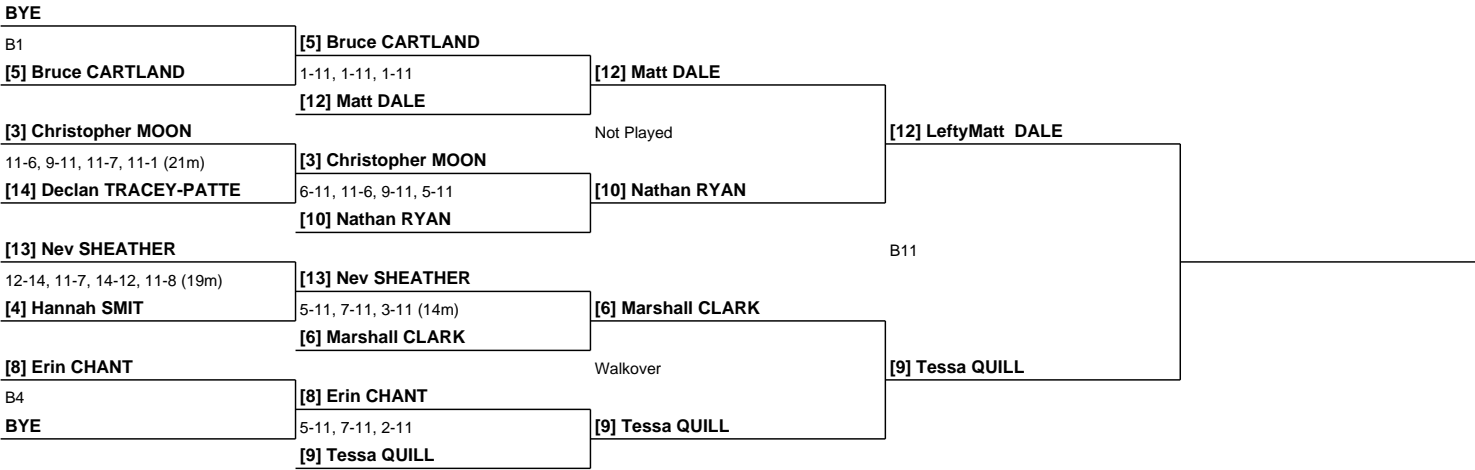 BYE
B1
[5] Bruce CARTLAND
[5] Bruce CARTLAND
1-11, 1-11, 1-11
[12] Matt DALE
[12] Matt DALE
[3] Christopher MOON
11-6, 9-11, 11-7, 11-1 (21m)
[14] Declan TRACEY-PATTE
[3] Christopher MOON
6-11, 11-6, 9-11, 5-11
[10] Nathan RYAN
Not Played
[10] Nathan RYAN
[12] LeftyMatt  DALE
[13] Nev SHEATHER
12-14, 11-7, 14-12, 11-8 (19m)
[4] Hannah SMIT
[13] Nev SHEATHER
5-11, 7-11, 3-11 (14m)
[6] Marshall CLARK
[6] Marshall CLARK
B11
[8] Erin CHANT
B4
BYE
[8] Erin CHANT
5-11, 7-11, 2-11
[9] Tessa QUILL
Walkover
[9] Tessa QUILL
[9] Tessa QUILL